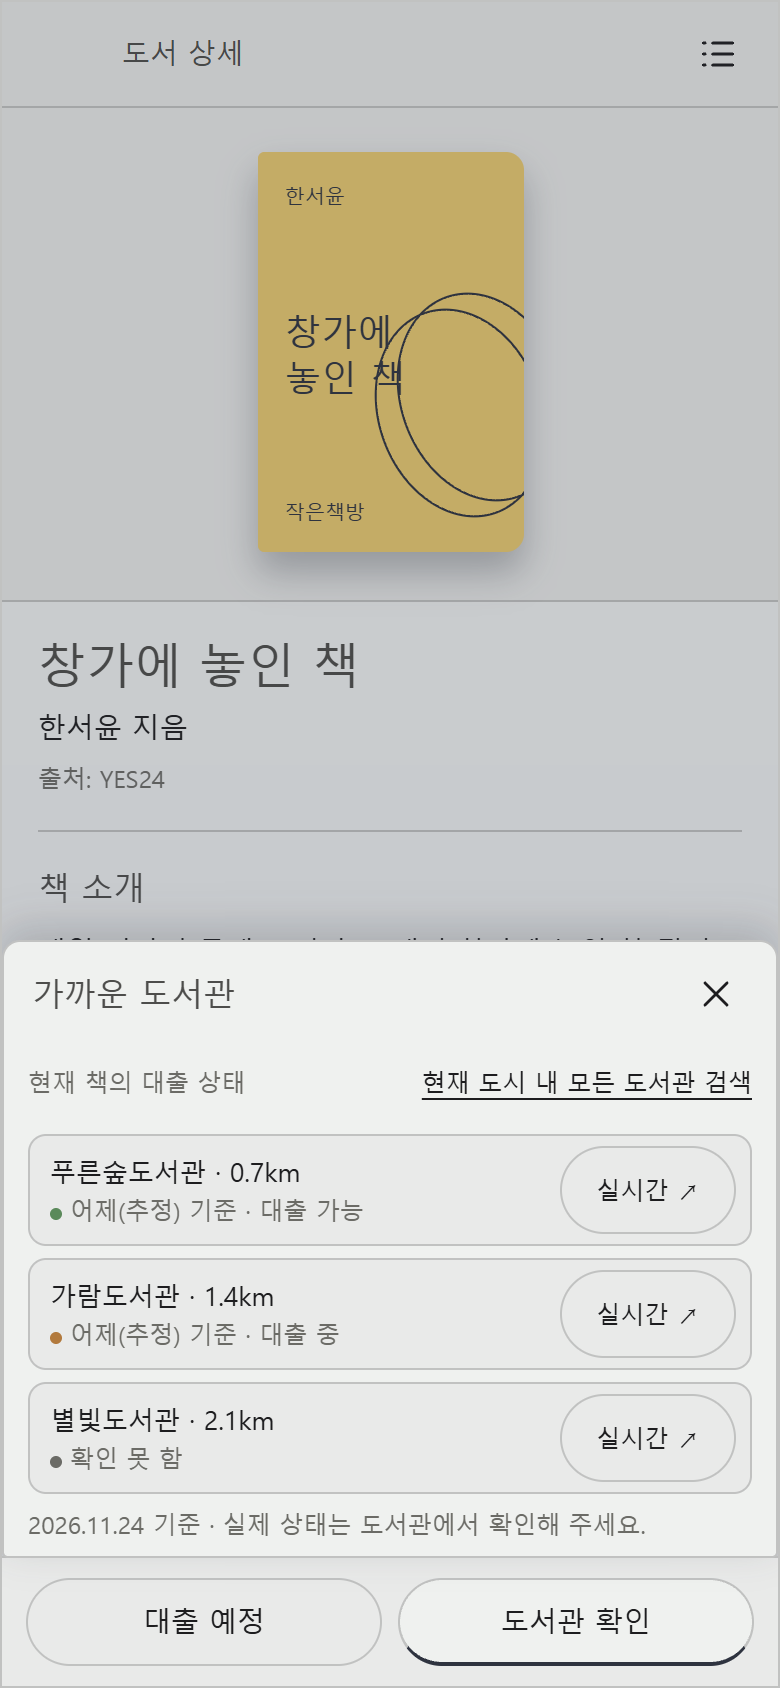 도서 상세
한서윤
창가에
놓인 책
작은책방
창가에 놓인 책
한서윤 지음
출처: YES24
책 소개
가까운 도서관
현재 책의 대출 상태
현재 도시 내 모든 도서관 검색
푸른숲도서관 · 0.7km
어제(추정) 기준 · 대출 가능
실시간 ↗
가람도서관 · 1.4km
어제(추정) 기준 · 대출 중
실시간 ↗
별빛도서관 · 2.1km
확인 못 함
실시간 ↗
2026.11.24 기준 · 실제 상태는 도서관에서 확인해 주세요.
대출 예정
도서관 확인